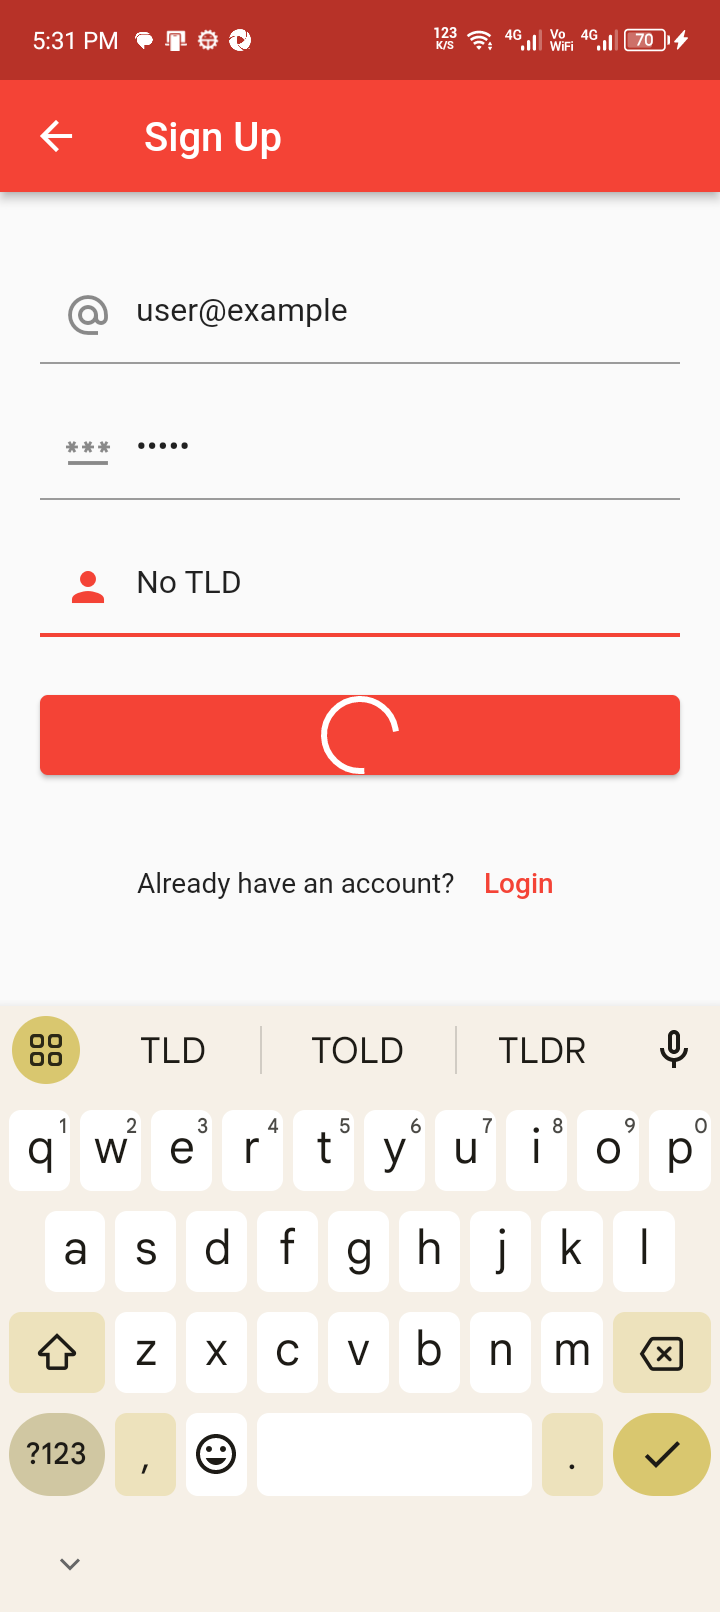 5:31 PM 123 K/S 4G Vo WiFi 4G 70
Sign Up
user@example
•••••
No TLD
Already have an account? Login
TLD TOLD TLDR
q1 w2 e3 r4 t5 y6 u7 i8 o9 p0
a s d f g h j k l
z x c v b n m
?123 , .